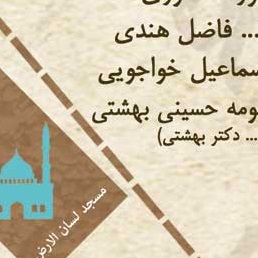 ... فاضل هندی
سماعیل خواجویی
ومه حسینی بهشتی
... دکتر بهشتی)
مسجد لسان الارض